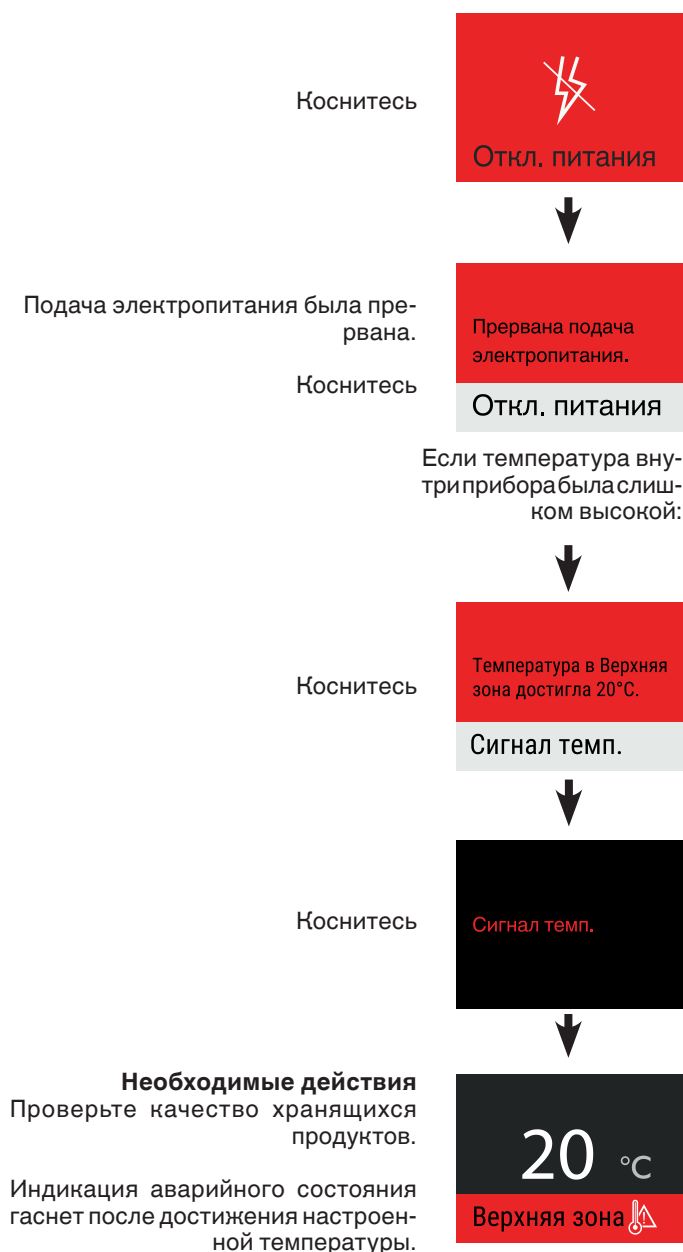 Коснитесь
Откл. питания
Подача электропитания была пре-
рвана.
Прервана подача
электропитания.
Коснитесь
Откл. питания
Если температура вну-
три прибора была слиш-
ком высокой:
Температура в Верхняя
зона достигла 20°C.
Коснитесь
Сигнал темп.
Коснитесь
Сигнал темп.
Необходимые действия
Проверьте качество хранящихся
продуктов.
Индикация аварийного состояния
гаснет после достижения настроен-
ной температуры.
20 °C
Верхняя зона